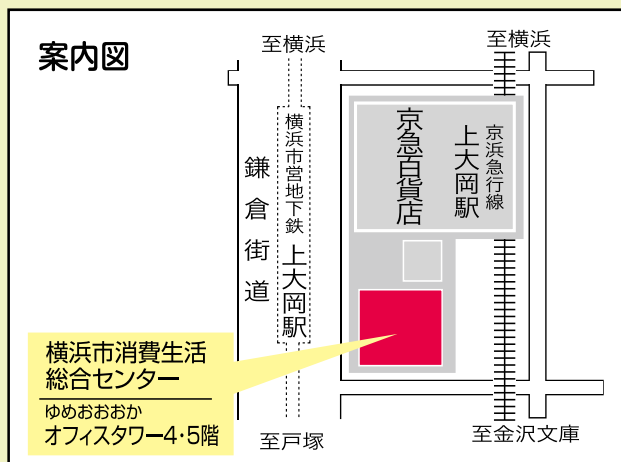 案内図
至横浜
至横浜
鎌倉街道
横浜市営地下鉄
上大岡駅
京急百貨店
京浜急行線
上大岡駅
横浜市消費生活
総合センター
ゆめおおおか
オフィスタワー4・5階
至戸塚
至金沢文庫